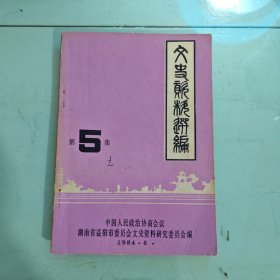 文史资料选编
第5集
2
中国人民政治协商会议
湖南省益阳市委员会文史资料研究委员会编
1984·6·